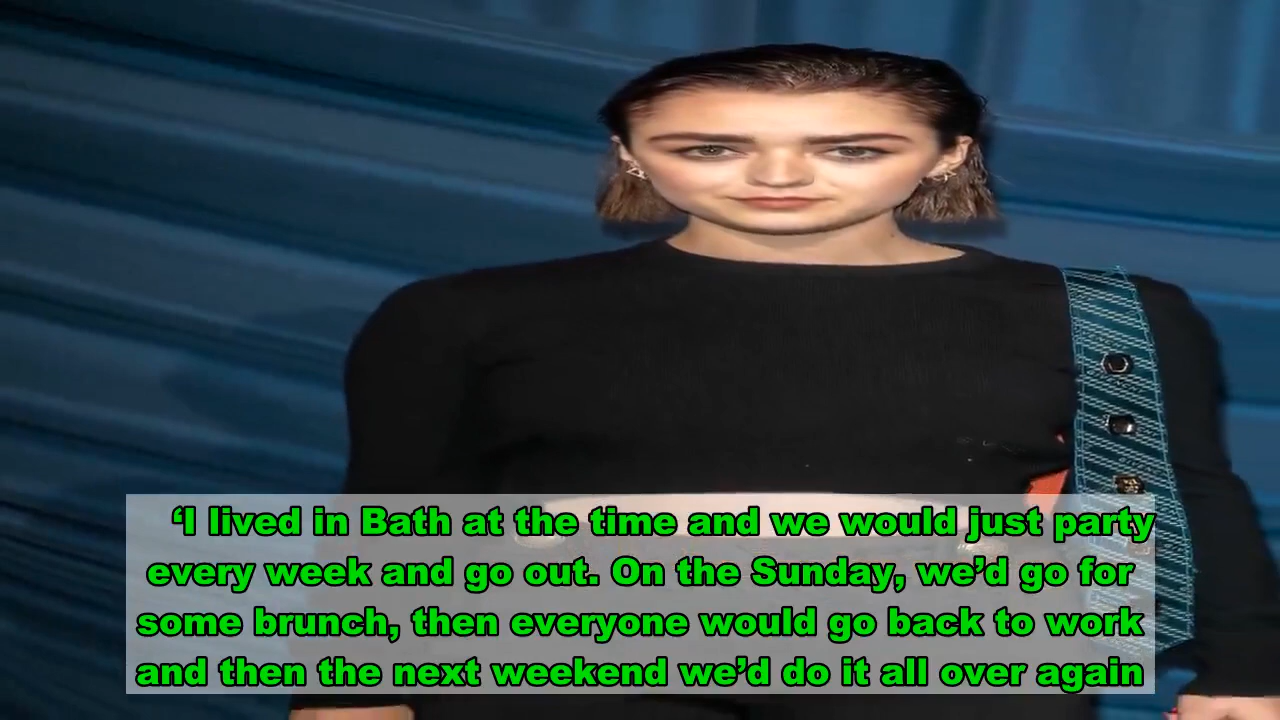 ‘I lived in Bath at the time and we would just party
every week and go out. On the Sunday, we’d go for
some brunch, then everyone would go back to work
and then the next weekend we’d do it all over again